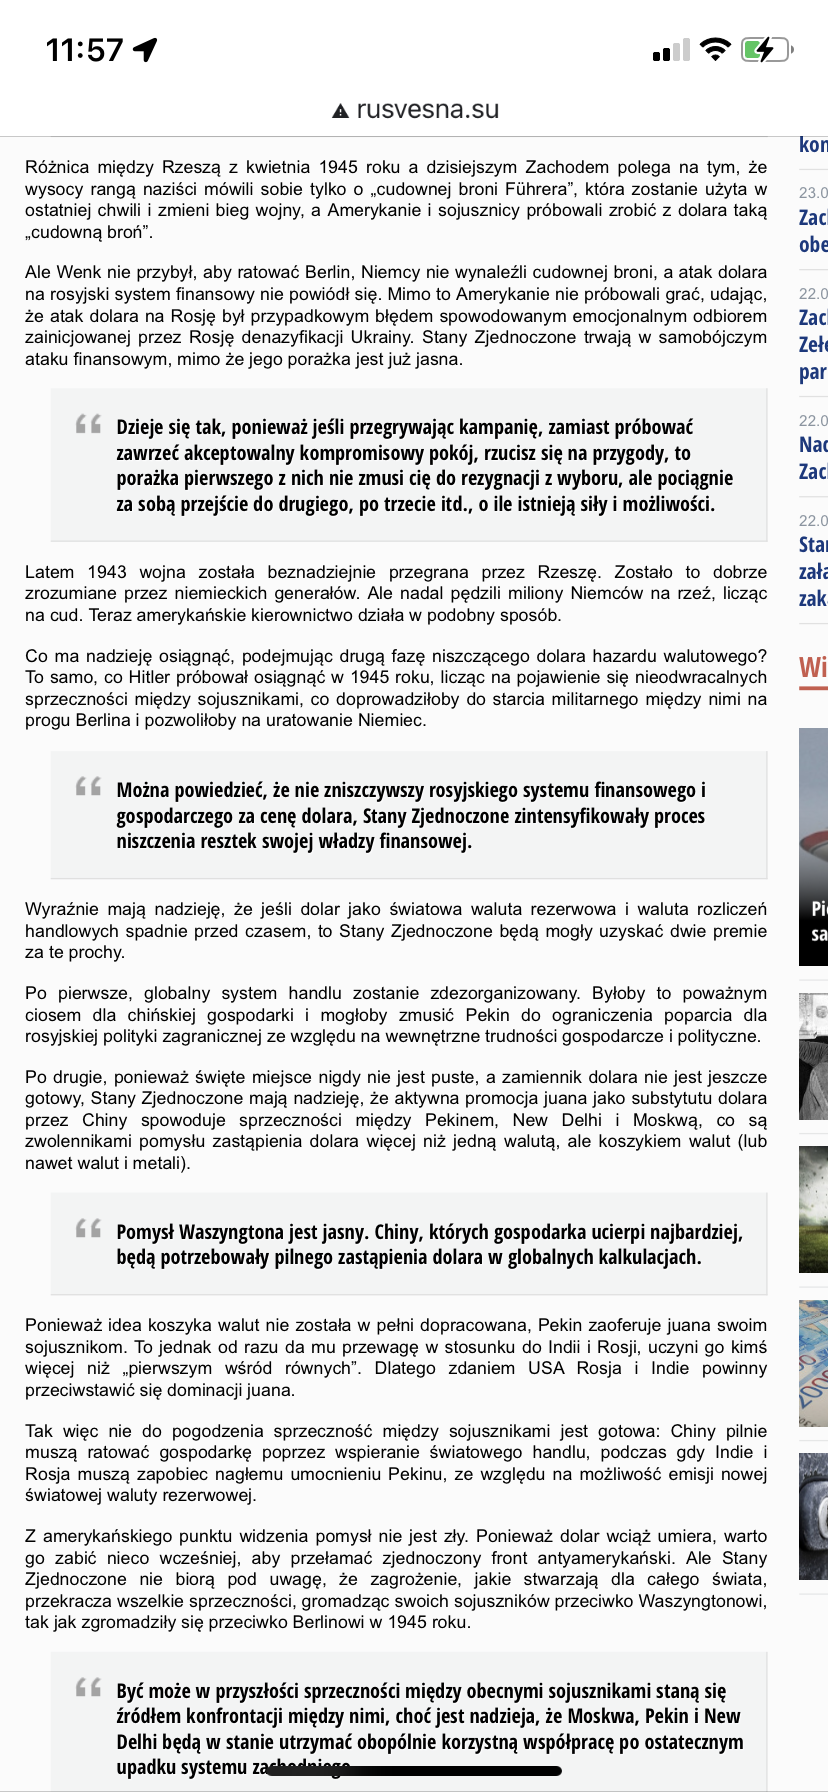 11:57
rusvesna.su
Różnica między Rzeszą z kwietnia 1945 roku a dzisiejszym Zachodem polega na tym, że
wysocy rangą naziści mówili sobie tylko o „cudownej broni Führera”, która zostanie użyta w
ostatniej chwili i zmieni bieg wojny, a Amerykanie i sojusznicy próbowali zrobić z dolara taką
„cudowną broń”.
Ale Wenk nie przybył, aby ratować Berlin, Niemcy nie wynaleźli cudownej broni, a atak dolara
na rosyjski system finansowy nie powiódł się. Mimo to Amerykanie nie próbowali grać, udając,
że atak dolara na Rosję był przypadkowym błędem spowodowanym emocjonalnym odbiorem
zainicjowanej przez Rosję denazyfikacji Ukrainy. Stany Zjednoczone trwają w samobójczym
ataku finansowym, mimo że jego porażka jest już jasna.
Dzieje się tak, ponieważ jeśli przegrywając kampanię, zamiast próbować
zawrzeć akceptowalny kompromisowy pokój, rzucisz się na przygody, to
porażka pierwszego z nich nie zmusi cię do rezygnacji z wyboru, ale pociągnie
za sobą przejście do drugiego, po trzecie itd., o ile istnieją siły i możliwości.
Latem 1943 wojna została beznadziejnie przegrana przez Rzeszę. Zostało to dobrze
zrozumiane przez niemieckich generałów. Ale nadal pędzili miliony Niemców na rzeź, licząc
na cud. Teraz amerykańskie kierownictwo działa w podobny sposób.
Co ma nadzieję osiągnąć, podejmując drugą fazę niszczącego dolara hazardu walutowego?
To samo, co Hitler próbował osiągnąć w 1945 roku, licząc na pojawienie się nieodwracalnych
sprzeczności między sojusznikami, co doprowadziłoby do starcia militarnego między nimi na
progu Berlina i pozwoliłoby na uratowanie Niemiec.
Można powiedzieć, że nie zniszczywszy rosyjskiego systemu finansowego i
gospodarczego za cenę dolara, Stany Zjednoczone zintensyfikowały proces
niszczenia resztek swojej władzy finansowej.
Wyraźnie mają nadzieję, że jeśli dolar jako światowa waluta rezerwowa i waluta rozliczeń
handlowych spadnie przed czasem, to Stany Zjednoczone będą mogły uzyskać dwie premie
za te prochy.
Po pierwsze, globalny system handlu zostanie zdezorganizowany. Byłoby to poważnym
ciosem dla chińskiej gospodarki i mogłoby zmusić Pekin do ograniczenia poparcia dla
rosyjskiej polityki zagranicznej ze względu na wewnętrzne trudności gospodarcze i polityczne.
Po drugie, ponieważ święte miejsce nigdy nie jest puste, a zamiennik dolara nie jest jeszcze
gotowy, Stany Zjednoczone mają nadzieję, że aktywna promocja juana jako substytutu dolara
przez Chiny spowoduje sprzeczności między Pekinem, New Delhi i Moskwą, co są
zwolennikami pomysłu zastąpienia dolara więcej niż jedną walutą, ale koszykiem walut (lub
nawet walut i metali).
Pomysł Waszyngtona jest jasny. Chiny, których gospodarka ucierpi najbardziej,
będą potrzebowały pilnego zastąpienia dolara w globalnych kalkulacjach.
Ponieważ idea koszyka walut nie została w pełni dopracowana, Pekin zaoferuje juana swoim
sojusznikom. To jednak od razu da mu przewagę w stosunku do Indii i Rosji, uczyni go kimś
więcej niż „pierwszym wśród równych”. Dlatego zdaniem USA Rosja i Indie powinny
przeciwstawić się dominacji juana.
Tak więc nie do pogodzenia sprzeczność między sojusznikami jest gotowa: Chiny pilnie
muszą ratować gospodarkę poprzez wspieranie światowego handlu, podczas gdy Indie i
Rosja muszą zapobiec nagłemu umocnieniu Pekinu, ze względu na możliwość emisji nowej
światowej waluty rezerwowej.
Z amerykańskiego punktu widzenia pomysł nie jest zły. Ponieważ dolar wciąż umiera, warto
go zabić nieco wcześniej, aby przełamać zjednoczony front antyamerykański. Ale Stany
Zjednoczone nie biorą pod uwagę, że zagrożenie, jakie stwarzają dla całego świata,
przekracza wszelkie sprzeczności, gromadząc swoich sojuszników przeciwko Waszyngtonowi,
tak jak zgromadziły się przeciwko Berlinowi w 1945 roku.
Być może w przyszłości sprzeczności między obecnymi sojusznikami staną się
źródłem konfrontacji między nimi, choć jest nadzieja, że Moskwa, Pekin i New
Delhi będą w stanie utrzymać obopólnie korzystną współpracę po ostatecznym
upadku systemu zachodniego
23.0
22.0
22.0
22.0